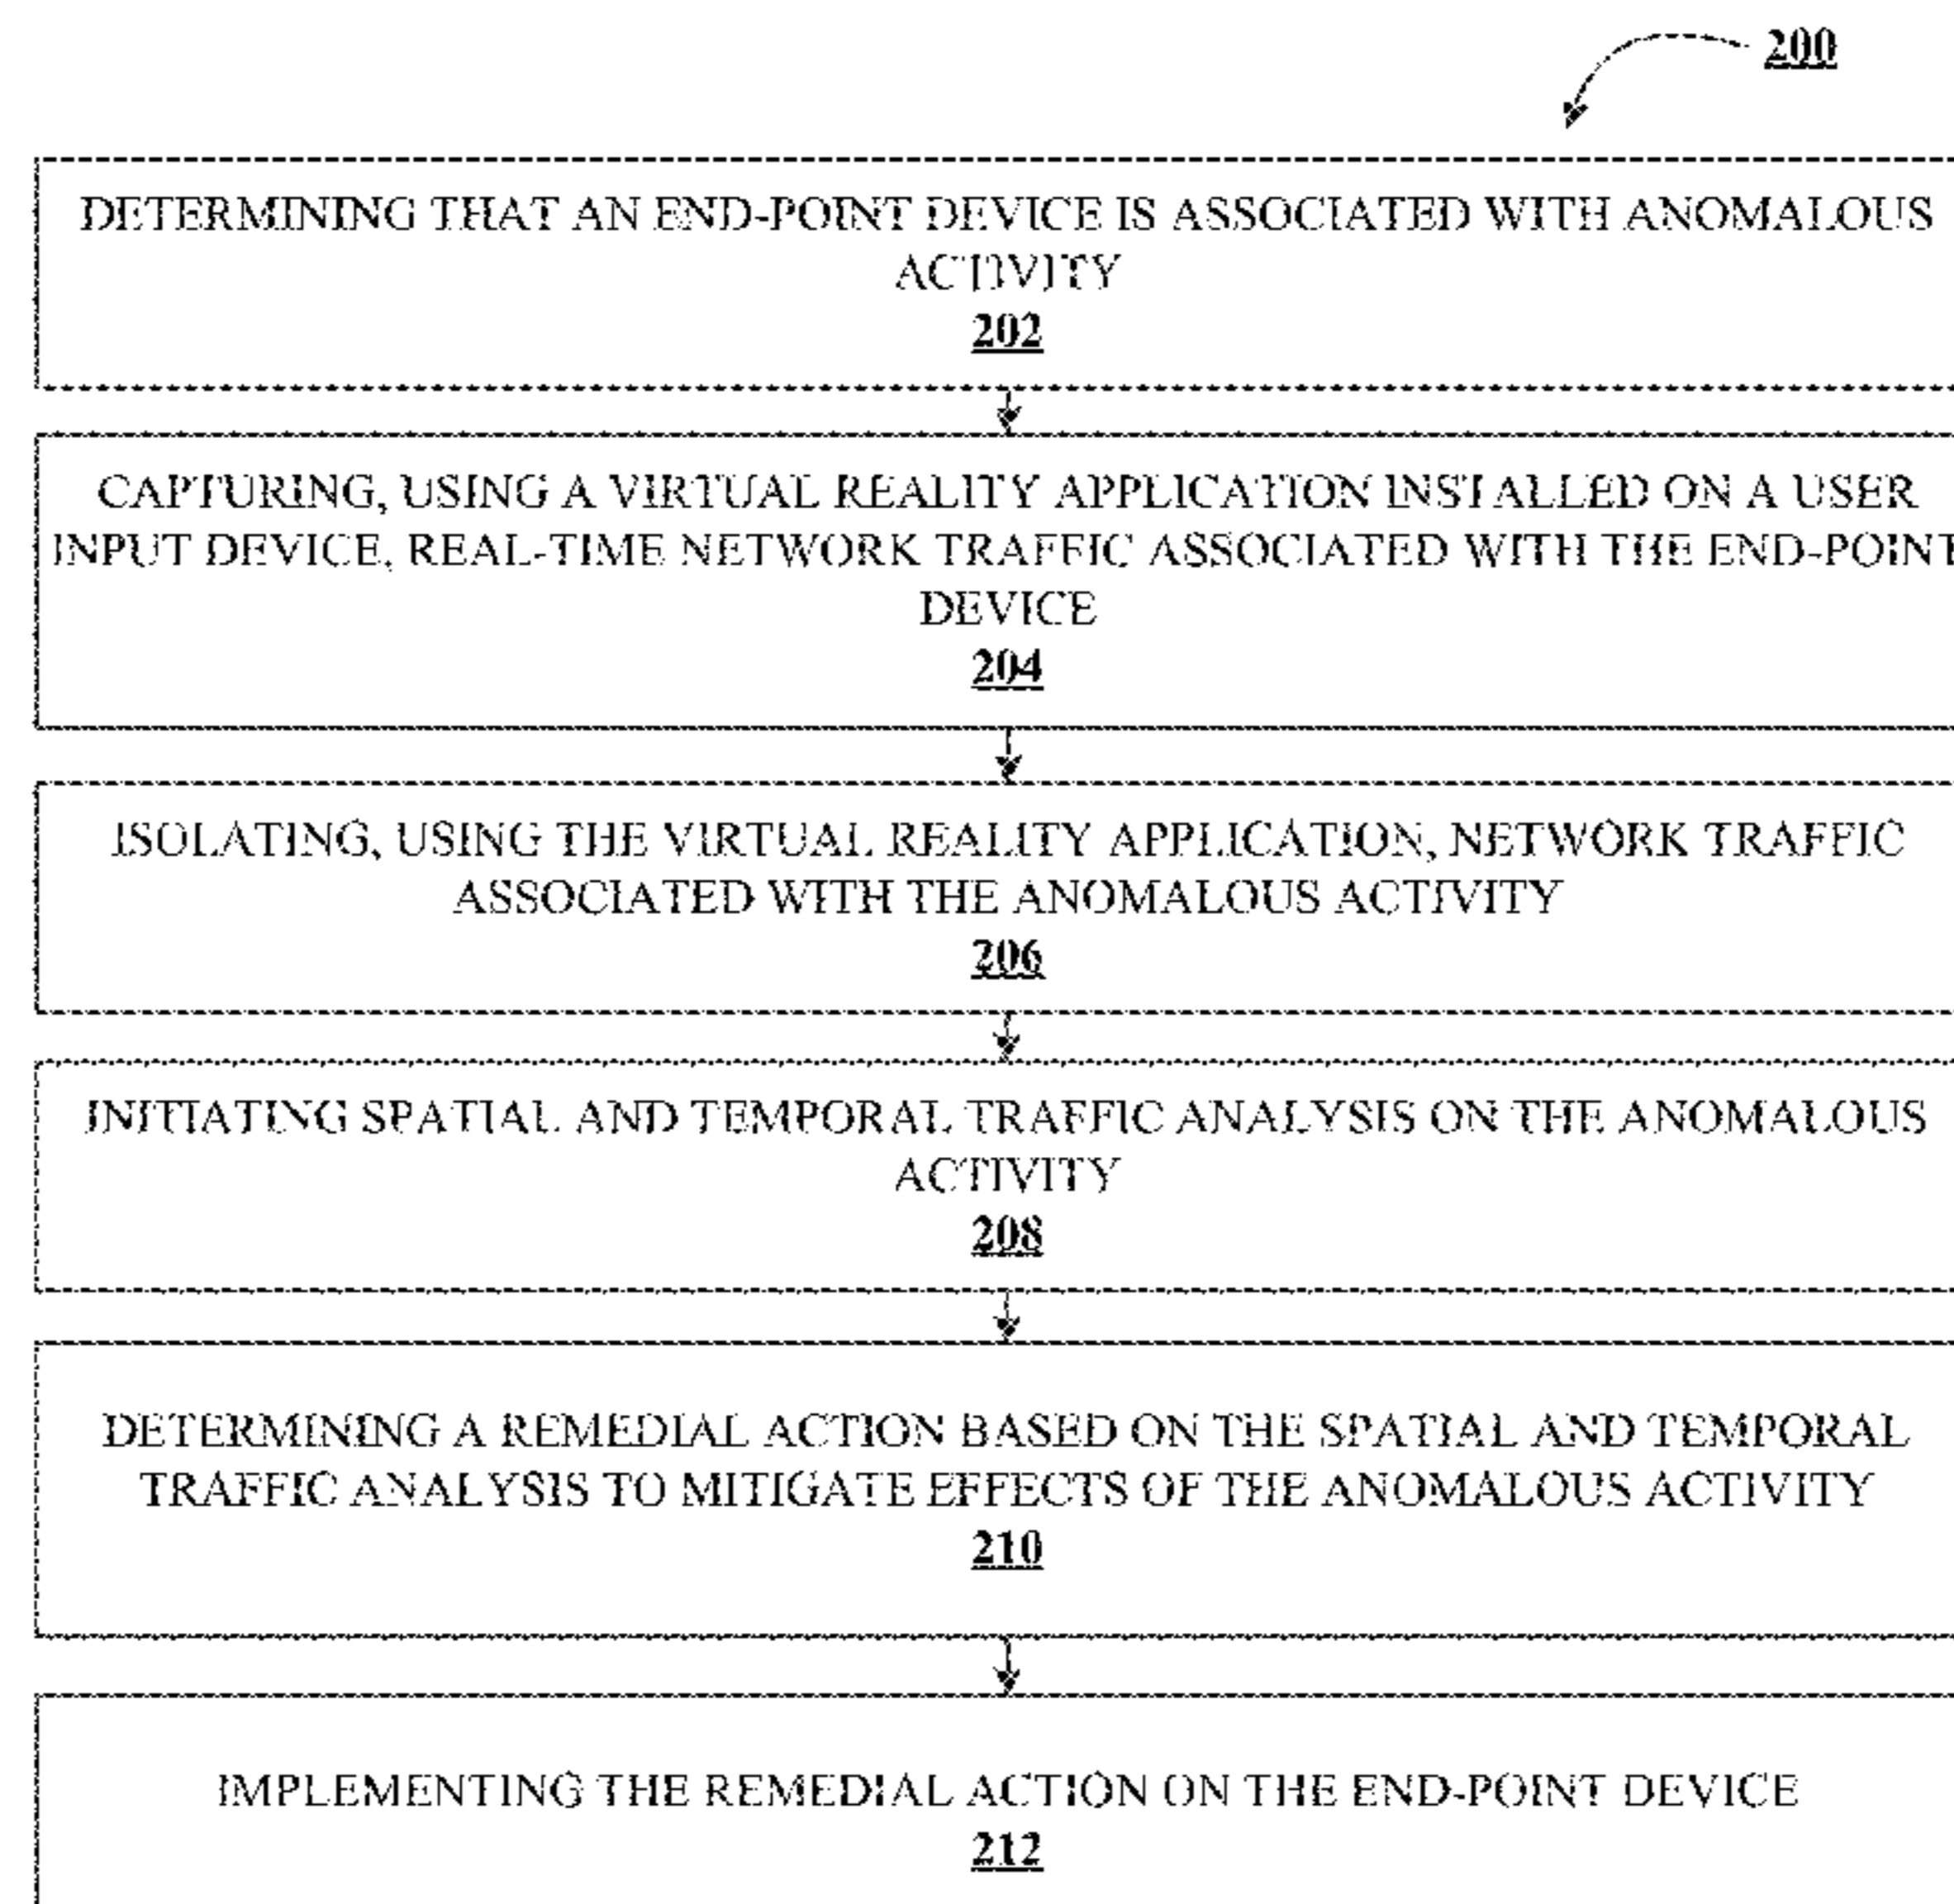 200
DETERMINING THAT AN END-POINT DEVICE IS ASSOCIATED WITH ANOMALOUS
ACTIVITY
202
CAPTURING, USING A VIRTUAL REALITY APPLICATION INSTALLED ON A USER
INPUT DEVICE, REAL-TIME NETWORK TRAFFIC ASSOCIATED WITH THE END-POINT
DEVICE
204
ISOLATING, USING THE VIRTUAL REALITY APPLICATION, NETWORK TRAFFIC
ASSOCIATED WITH THE ANOMALOUS ACTIVITY
206
INITIATING SPATIAL AND TEMPORAL TRAFFIC ANALYSIS ON THE ANOMALOUS
ACTIVITY
208
DETERMINING A REMEDIAL ACTION BASED ON THE SPATIAL AND TEMPORAL
TRAFFIC ANALYSIS TO MITIGATE EFFECTS OF THE ANOMALOUS ACTIVITY
210
IMPLEMENTING THE REMEDIAL ACTION ON THE END-POINT DEVICE
212